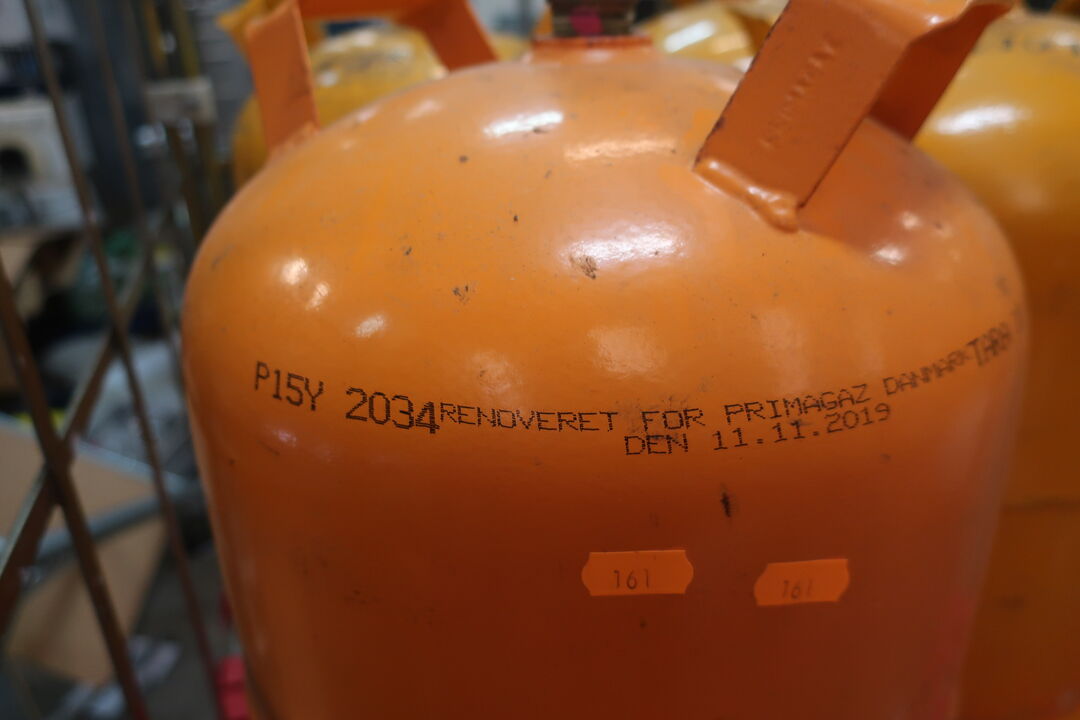 P15Y 2034 RENOVERET FOR PRIMAGAZ DANMARK TARA
DEN 11.11.2019
161
161